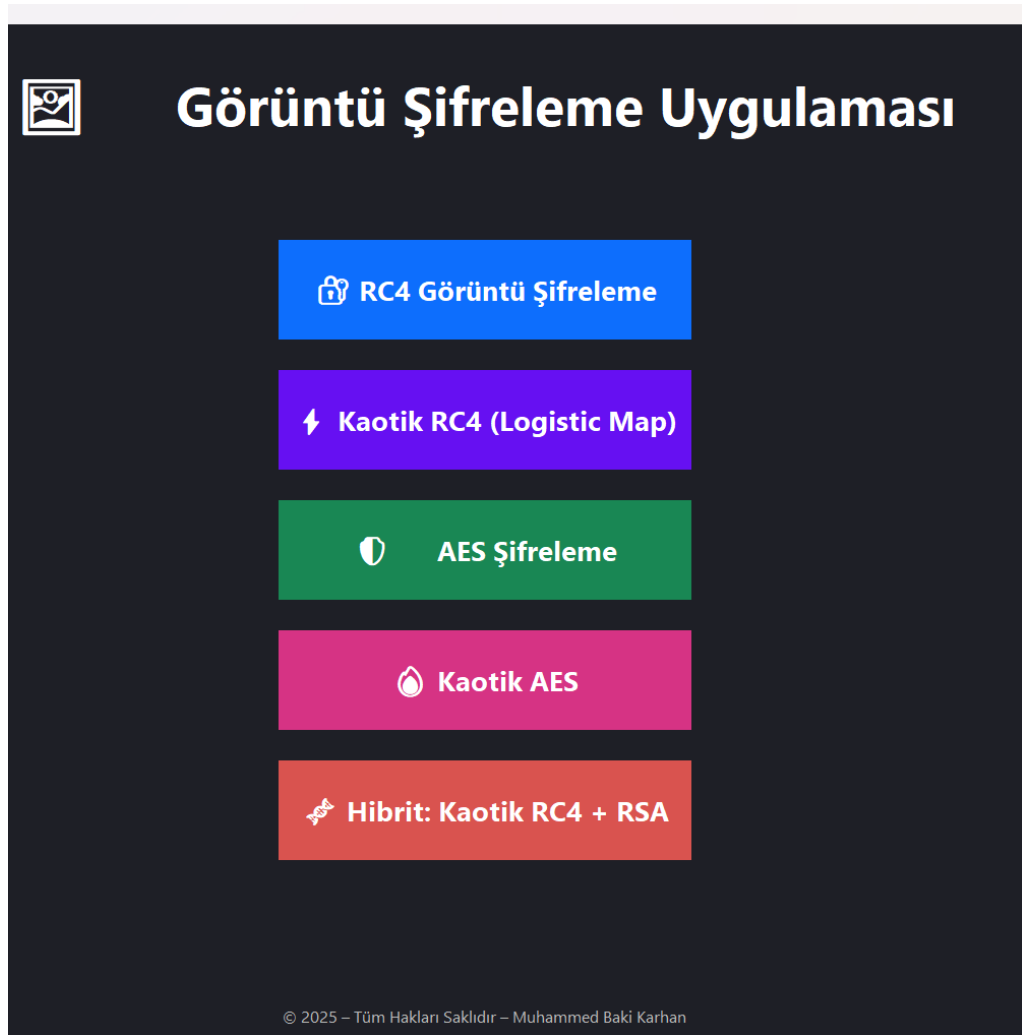 Görüntü Şifreleme Uygulaması
RC4 Görüntü Şifreleme
Kaotik RC4 (Logistic Map)
AES Şifreleme
Kaotik AES
Hibrit: Kaotik RC4 + RSA
© 2025 – Tüm Hakları Saklıdır – Muhammed Baki Karhan